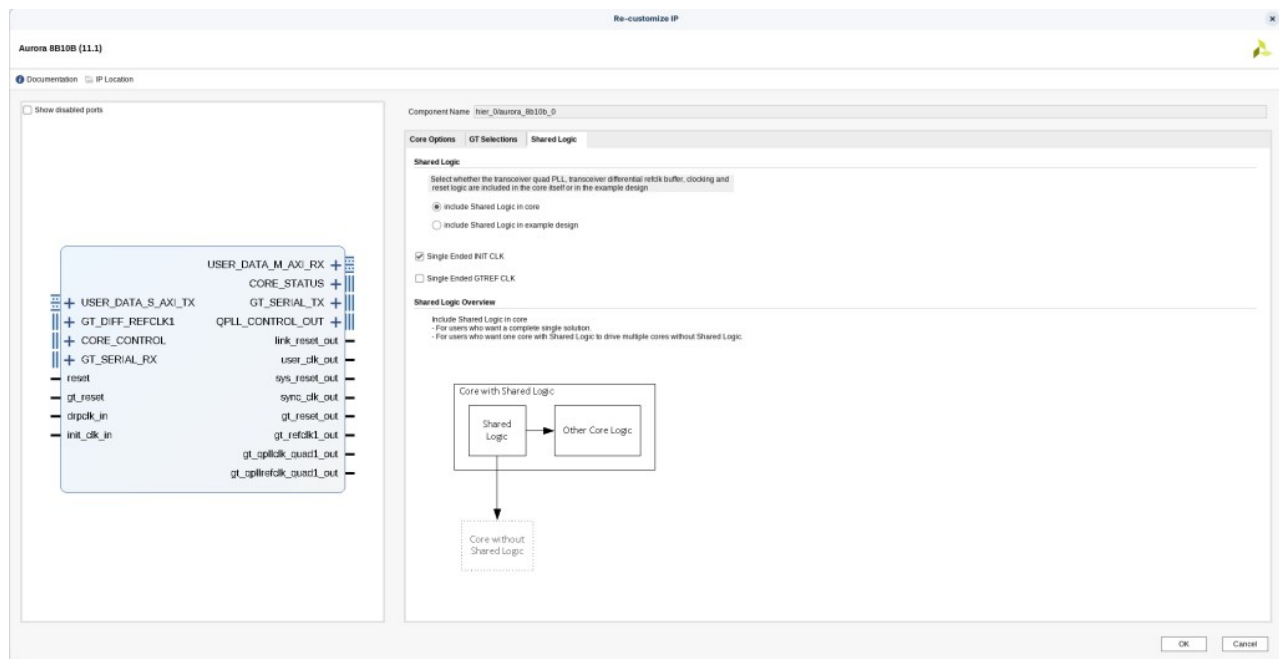 Re-customize IP
Aurora 8B10B (11.1)
Documentation
IP Location
Show disabled ports
USER_DATA_M_AXI_RX
CORE_STATUS
USER_DATA_S_AXI_TX
GT_SERIAL_TX
GT_DIFF_REFCLK1
QPLL_CONTROL_OUT
CORE_CONTROL
link_reset_out
GT_SERIAL_RX
user_clk_out
reset
sys_reset_out
gt_reset
sync_clk_out
drpclk_in
gt_reset_out
init_clk_in
gt_refclk1_out
gt_qpllclk_quad1_out
gt_qpllrefclk_quad1_out
Component Name hier_0/aurora_8b10b_0
Core Options GT Selections Shared Logic
Shared Logic
Select whether the transceiver quad PLL, transceiver differential refclk buffer, clocking and
reset logic are included in the core itself or in the example design
include Shared Logic in core
include Shared Logic in example design
Single Ended INIT CLK
Single Ended GTREF CLK
Shared Logic Overview
Include Shared Logic in core
- For users who want a complete single solution.
- For users who want one core with Shared Logic to drive multiple cores without Shared Logic.
Core with Shared Logic
Shared
Logic
Other Core Logic
Core without
Shared Logic
OK
Cancel